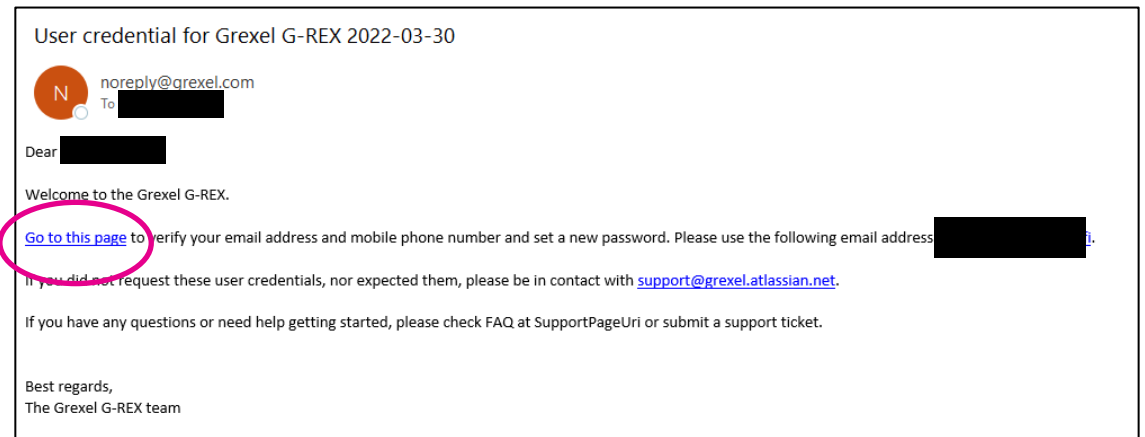 User credential for Grexel G-REX 2022-03-30
N
noreply@grexel.com
To
Dear
Welcome to the Grexel G-REX.
Go to this page to verify your email address and mobile phone number and set a new password. Please use the following email address fi.
If you did not request these user credentials, nor expected them, please be in contact with support@grexel.atlassian.net.
If you have any questions or need help getting started, please check FAQ at SupportPageUri or submit a support ticket.
Best regards,
The Grexel G-REX team